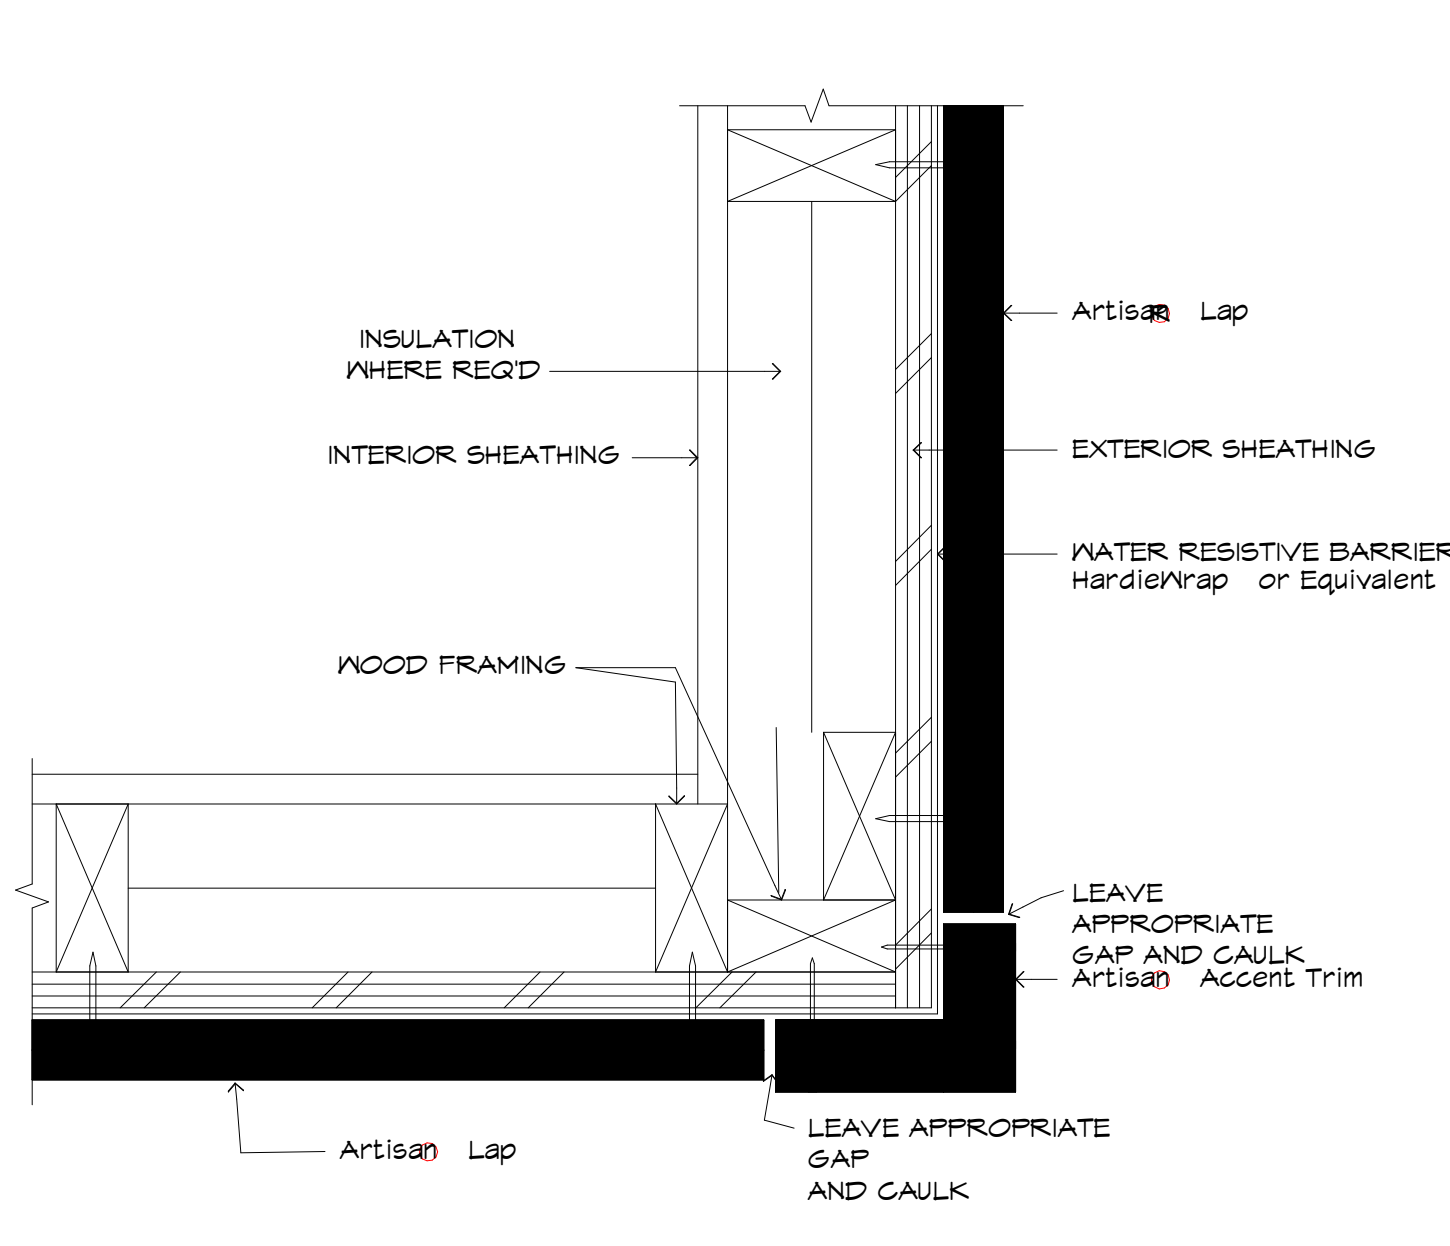 Artisan® Lap
INSULATION
WHERE REQ'D
INTERIOR SHEATHING
EXTERIOR SHEATHING
WATER RESISTIVE BARRIER
HardieWrap or Equivalent
WOOD FRAMING
LEAVE
APPROPRIATE
GAP AND CAULK
Artisan Accent Trim
LEAVE APPROPRIATE
GAP
AND CAULK
Artisan Lap